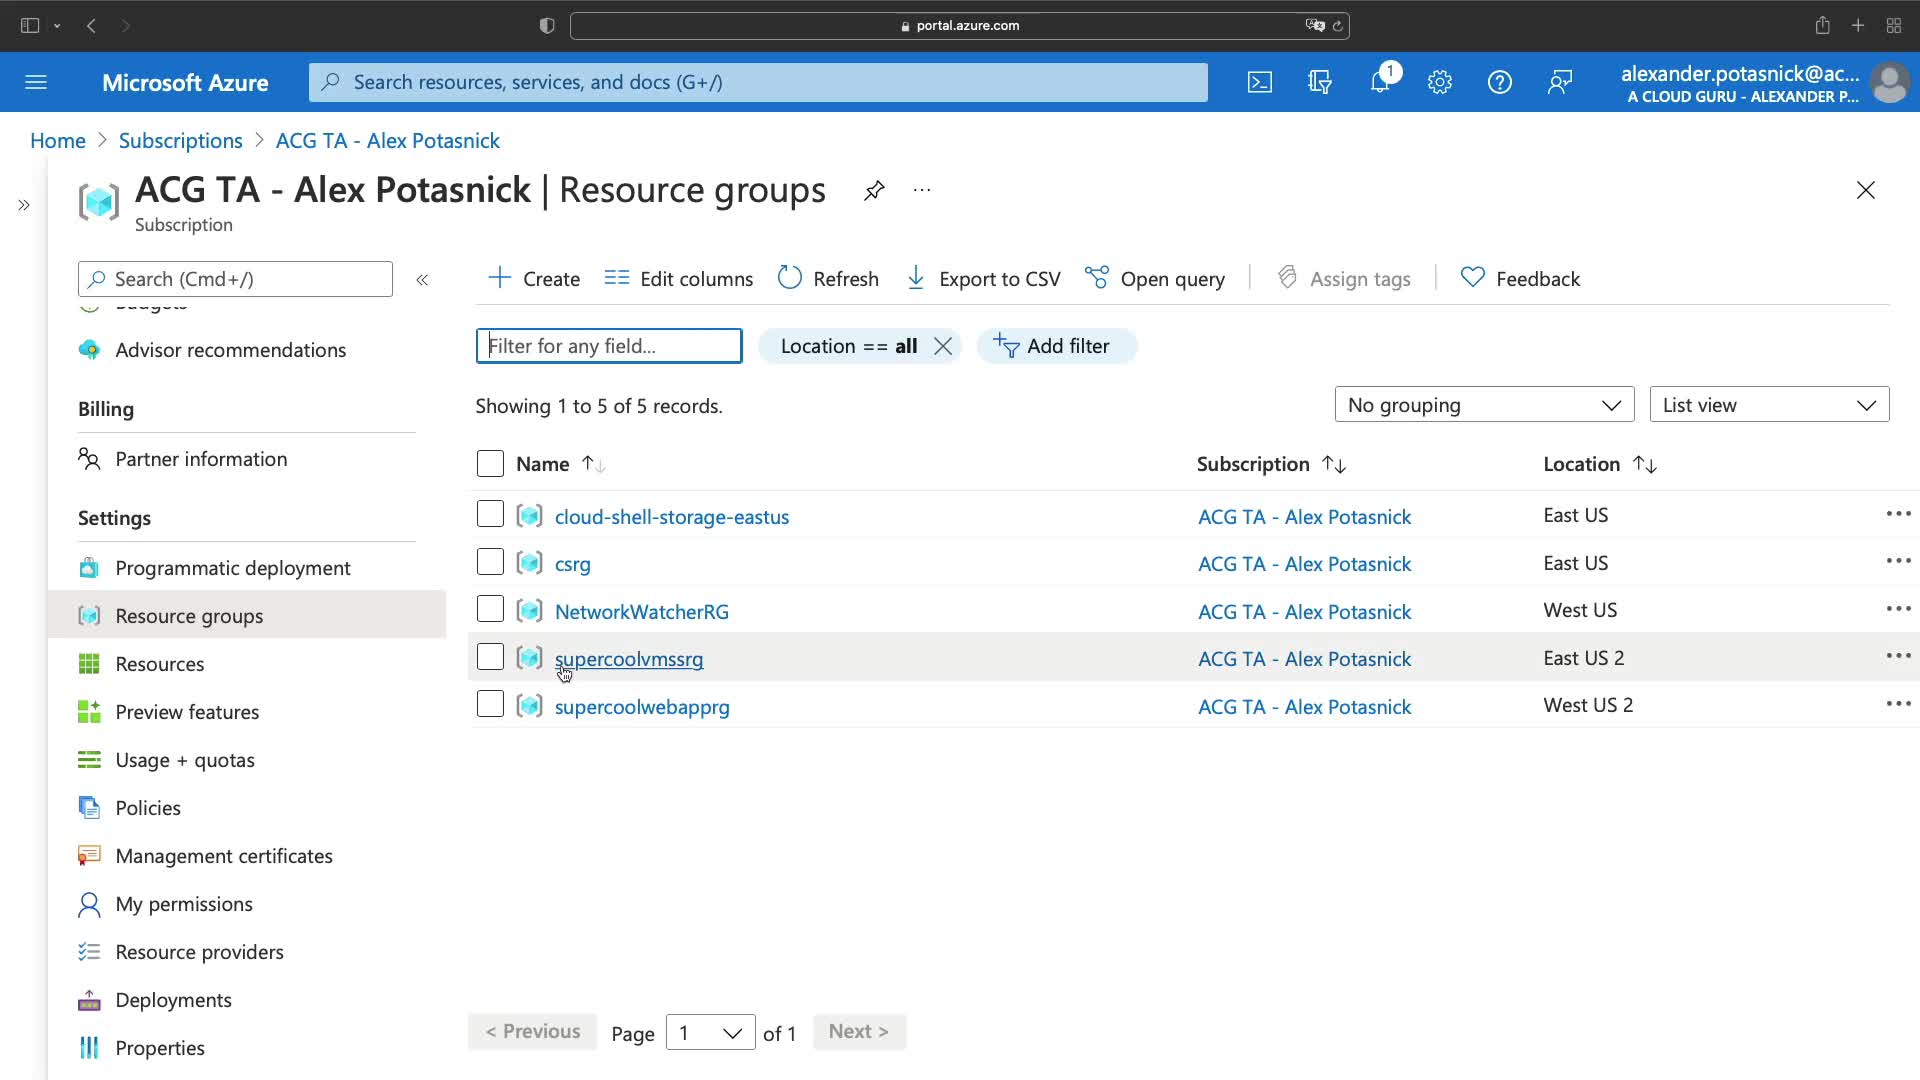 portal.azure.com
Microsoft Azure
Search resources, services, and docs (G+/)
1
alexander.potasnick@ac...
A CLOUD GURU - ALEXANDER P...
Home > Subscriptions > ACG TA - Alex Potasnick
ACG TA - Alex Potasnick | Resource groups
Subscription
Search (Cmd+/)
Budgets
Advisor recommendations
Billing
Partner information
Settings
Programmatic deployment
Resource groups
Resources
Preview features
Usage + quotas
Policies
Management certificates
My permissions
Resource providers
Deployments
Properties
Create
Edit columns
Refresh
Export to CSV
Open query
Assign tags
Feedback
Filter for any field...
Location == all
Add filter
Showing 1 to 5 of 5 records.
No grouping
List view
Name Subscription Location
cloud-shell-storage-eastus ACG TA - Alex Potasnick East US
csrg ACG TA - Alex Potasnick East US
NetworkWatcherRG ACG TA - Alex Potasnick West US
supercoolvmssrg ACG TA - Alex Potasnick East US 2
supercoolwebapprg ACG TA - Alex Potasnick West US 2
< Previous Page 1 of 1 Next >